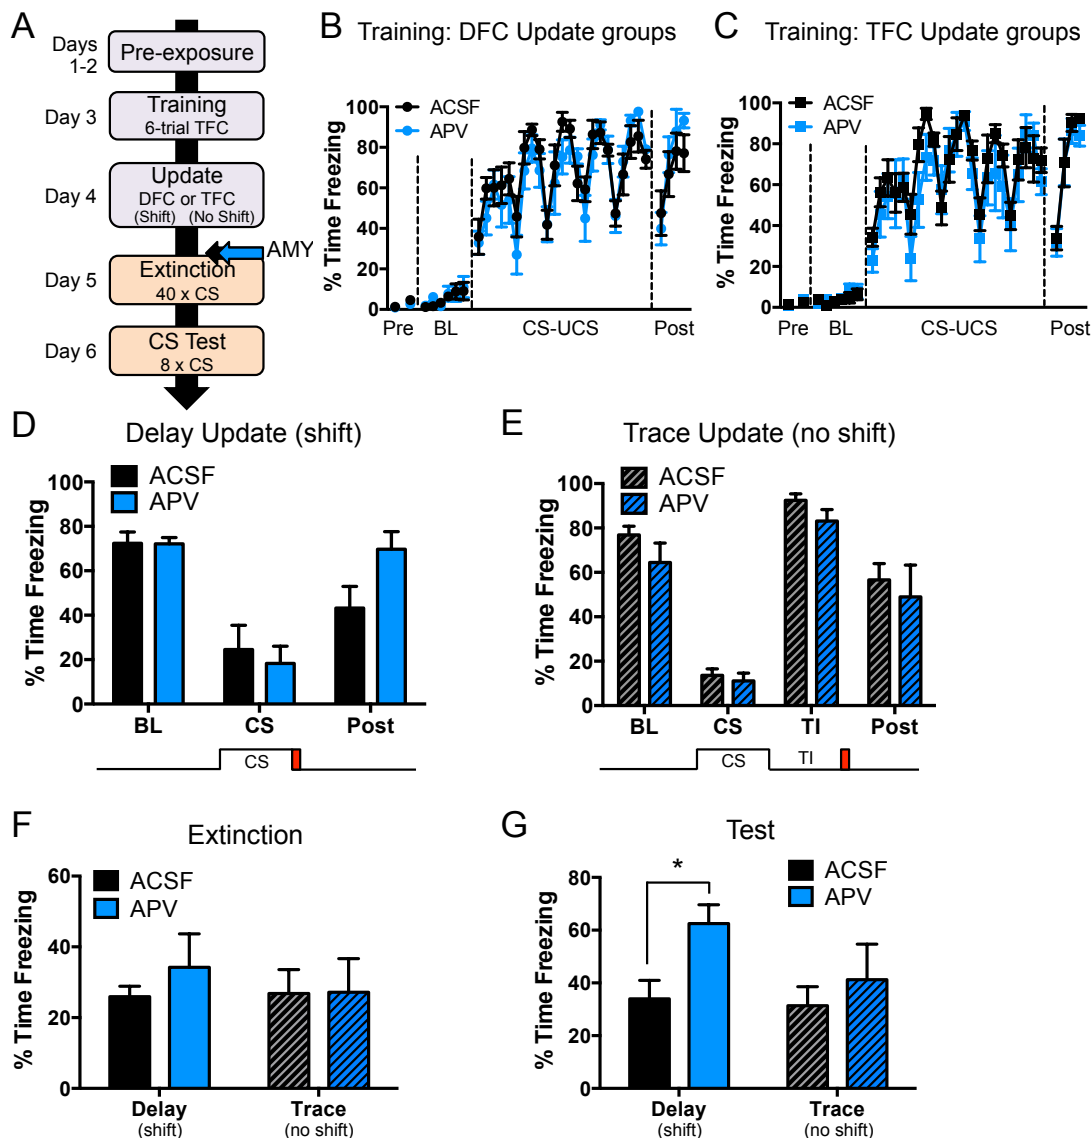 A
Days
1-2
Pre-exposure
Day 3
Training
6-trial TFC
Day 4
Update
DFC or TFC
(Shift) (No Shift)
AMY
Day 5
Extinction
40 x CS
Day 6
CS Test
8 x CS
B
Training: DFC Update groups
ACSF
APV
% Time Freezing
100
80
60
40
20
0
Pre
BL
CS-UCS
Post
C
Training: TFC Update groups
ACSF
APV
% Time Freezing
100
80
60
40
20
0
Pre
BL
CS-UCS
Post
D
Delay Update (shift)
ACSF
APV
% Time Freezing
100
80
60
40
20
0
BL
CS
Post
CS
E
Trace Update (no shift)
ACSF
APV
% Time Freezing
100
80
60
40
20
0
BL
CS
TI
Post
CS
TI
F
Extinction
ACSF
APV
% Time Freezing
60
40
20
0
Delay
(shift)
Trace
(no shift)
G
Test
*
ACSF
APV
% Time Freezing
80
60
40
20
0
Delay
(shift)
Trace
(no shift)